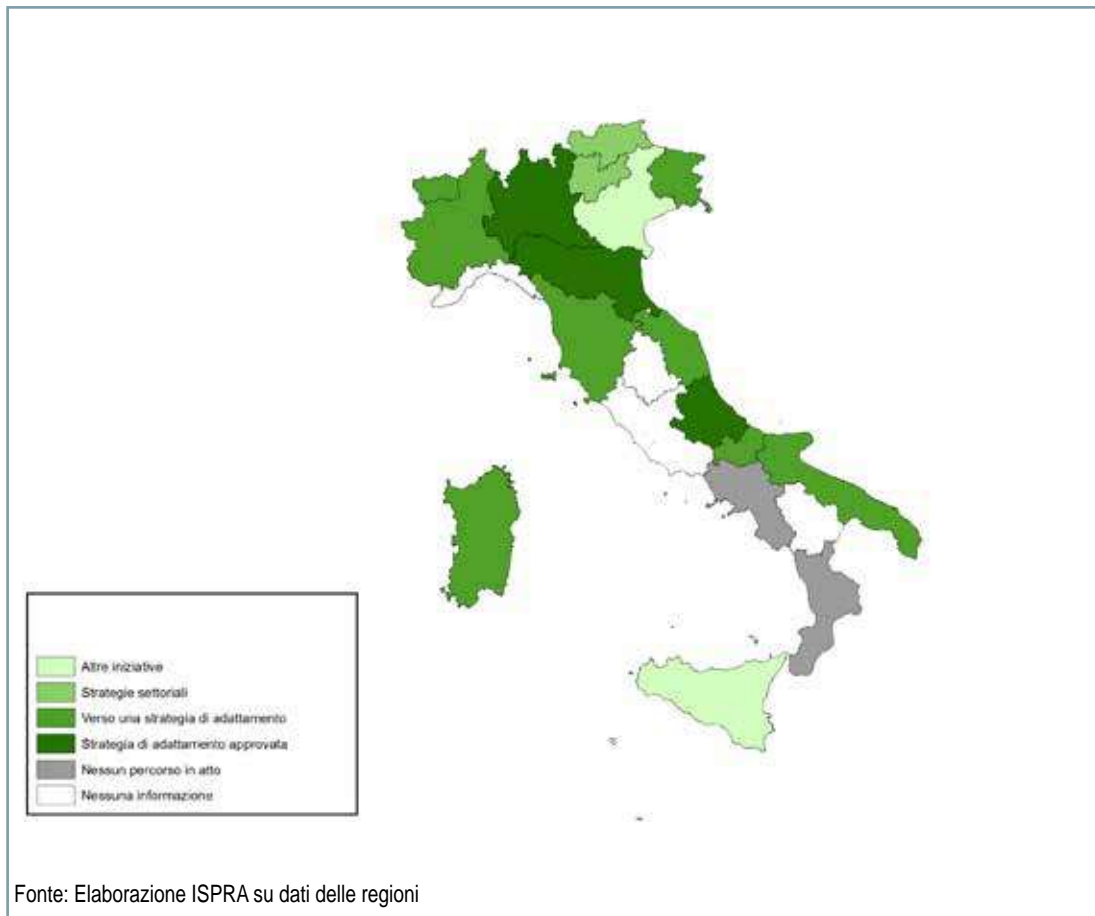 Altre iniziative
Strategie settoriali
Verso una strategia di adattamento
Strategia di adattamento approvata
Nessun percorso in atto
Nessuna informazione
Fonte: Elaborazione ISPRA su dati delle regioni